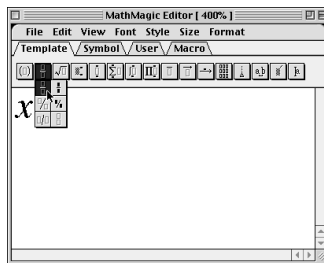 MathMagic Editor [ 400% ]
File Edit View Font Style Size Format
Template Symbol User Macro
x